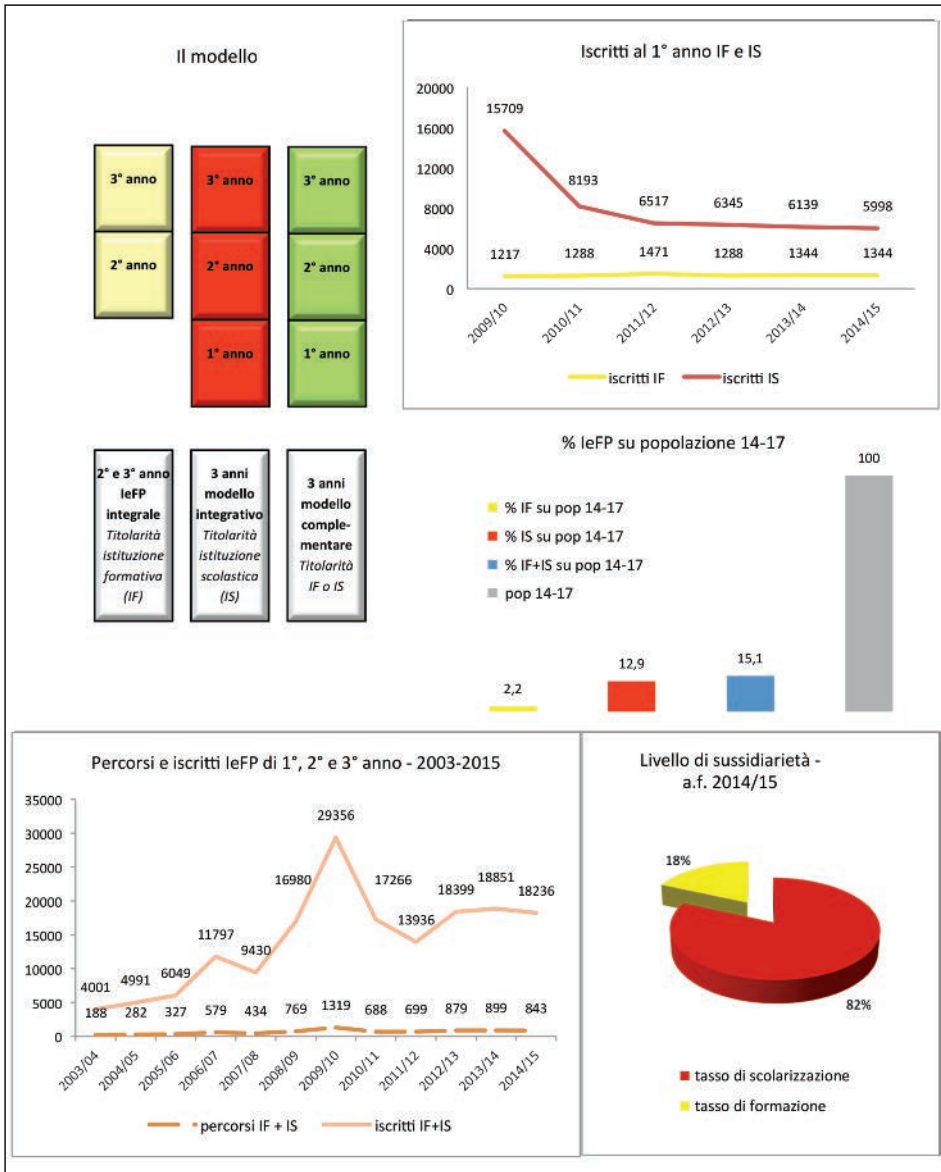 Il modello
3° anno
3° anno
3° anno
2° anno
2° anno
2° anno
1° anno
1° anno
2° e 3° anno
IeFP
integrale
Titolarità
istituzione
formativa
(IF)
3 anni
modello
integrativo
Titolarità
istituzione
scolastica
(IS)
3 anni
modello
comple-
mentare
Titolarità
IF o IS
Iscritti al 1° anno IF e IS
20000
16000
12000
8000
4000
0
15709
8193
6517
6345
6139
5998
1217
1288
1471
1288
1344
1344
2009/10
2010/11
2011/12
2012/13
2013/14
2014/15
iscritti IF
iscritti IS
% IeFP su popolazione 14-17
% IF su pop 14-17
% IS su pop 14-17
% IF+IS su pop 14-17
pop 14-17
2,2
12,9
15,1
100
Percorsi e iscritti IeFP di 1°, 2° e 3° anno - 2003-2015
35000
30000
25000
20000
15000
10000
5000
0
4001
4991
6049
11797
9430
16980
29356
17266
13936
18399
18851
18236
188
282
327
579
434
769
1319
688
699
879
899
843
2003/04
2004/05
2005/06
2006/07
2007/08
2008/09
2009/10
2010/11
2011/12
2012/13
2013/14
2014/15
percorsi IF + IS
iscritti IF+IS
Livello di sussidiarietà -
a.f. 2014/15
18%
82%
tasso di scolarizzazione
tasso di formazione